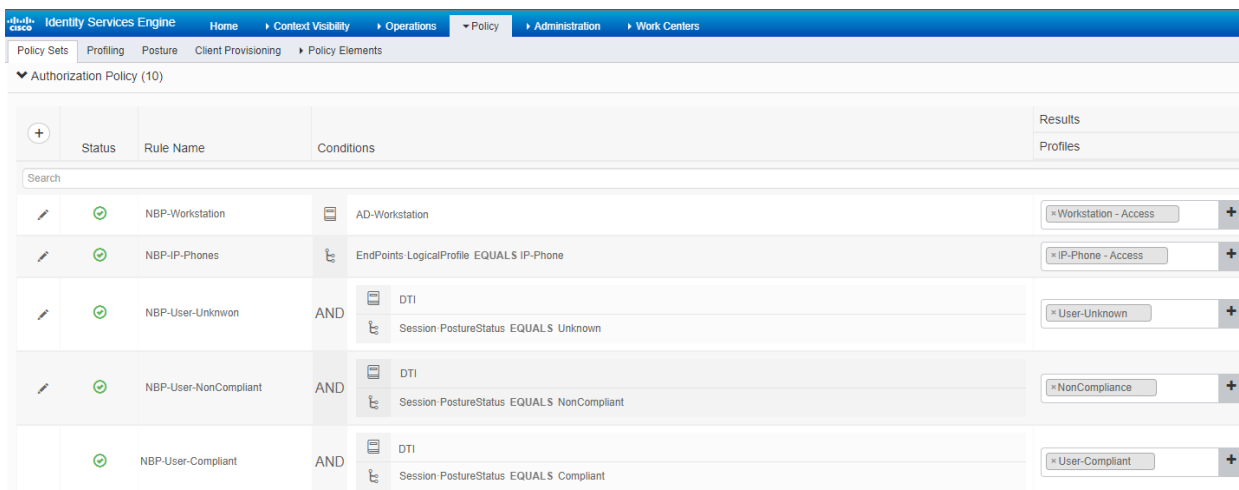 cisco Identity Services Engine Home Context Visibility Operations Policy Administration Work Centers
Policy Sets Profiling Posture Client Provisioning Policy Elements
Authorization Policy (10)
Results
+ Status Rule Name Conditions Profiles
Search
NBP-Workstation AD-Workstation ×Workstation - Access +
NBP-IP-Phones EndPoints·LogicalProfile EQUALS IP-Phone ×IP-Phone - Access +
DTI
NBP-User-Unknwon AND ×User-Unknown +
Session·PostureStatus EQUALS Unknown
DTI
NBP-User-NonCompliant AND ×NonCompliance +
Session·PostureStatus EQUALS NonCompliant
DTI
NBP-User-Compliant AND ×User-Compliant +
Session·PostureStatus EQUALS Compliant